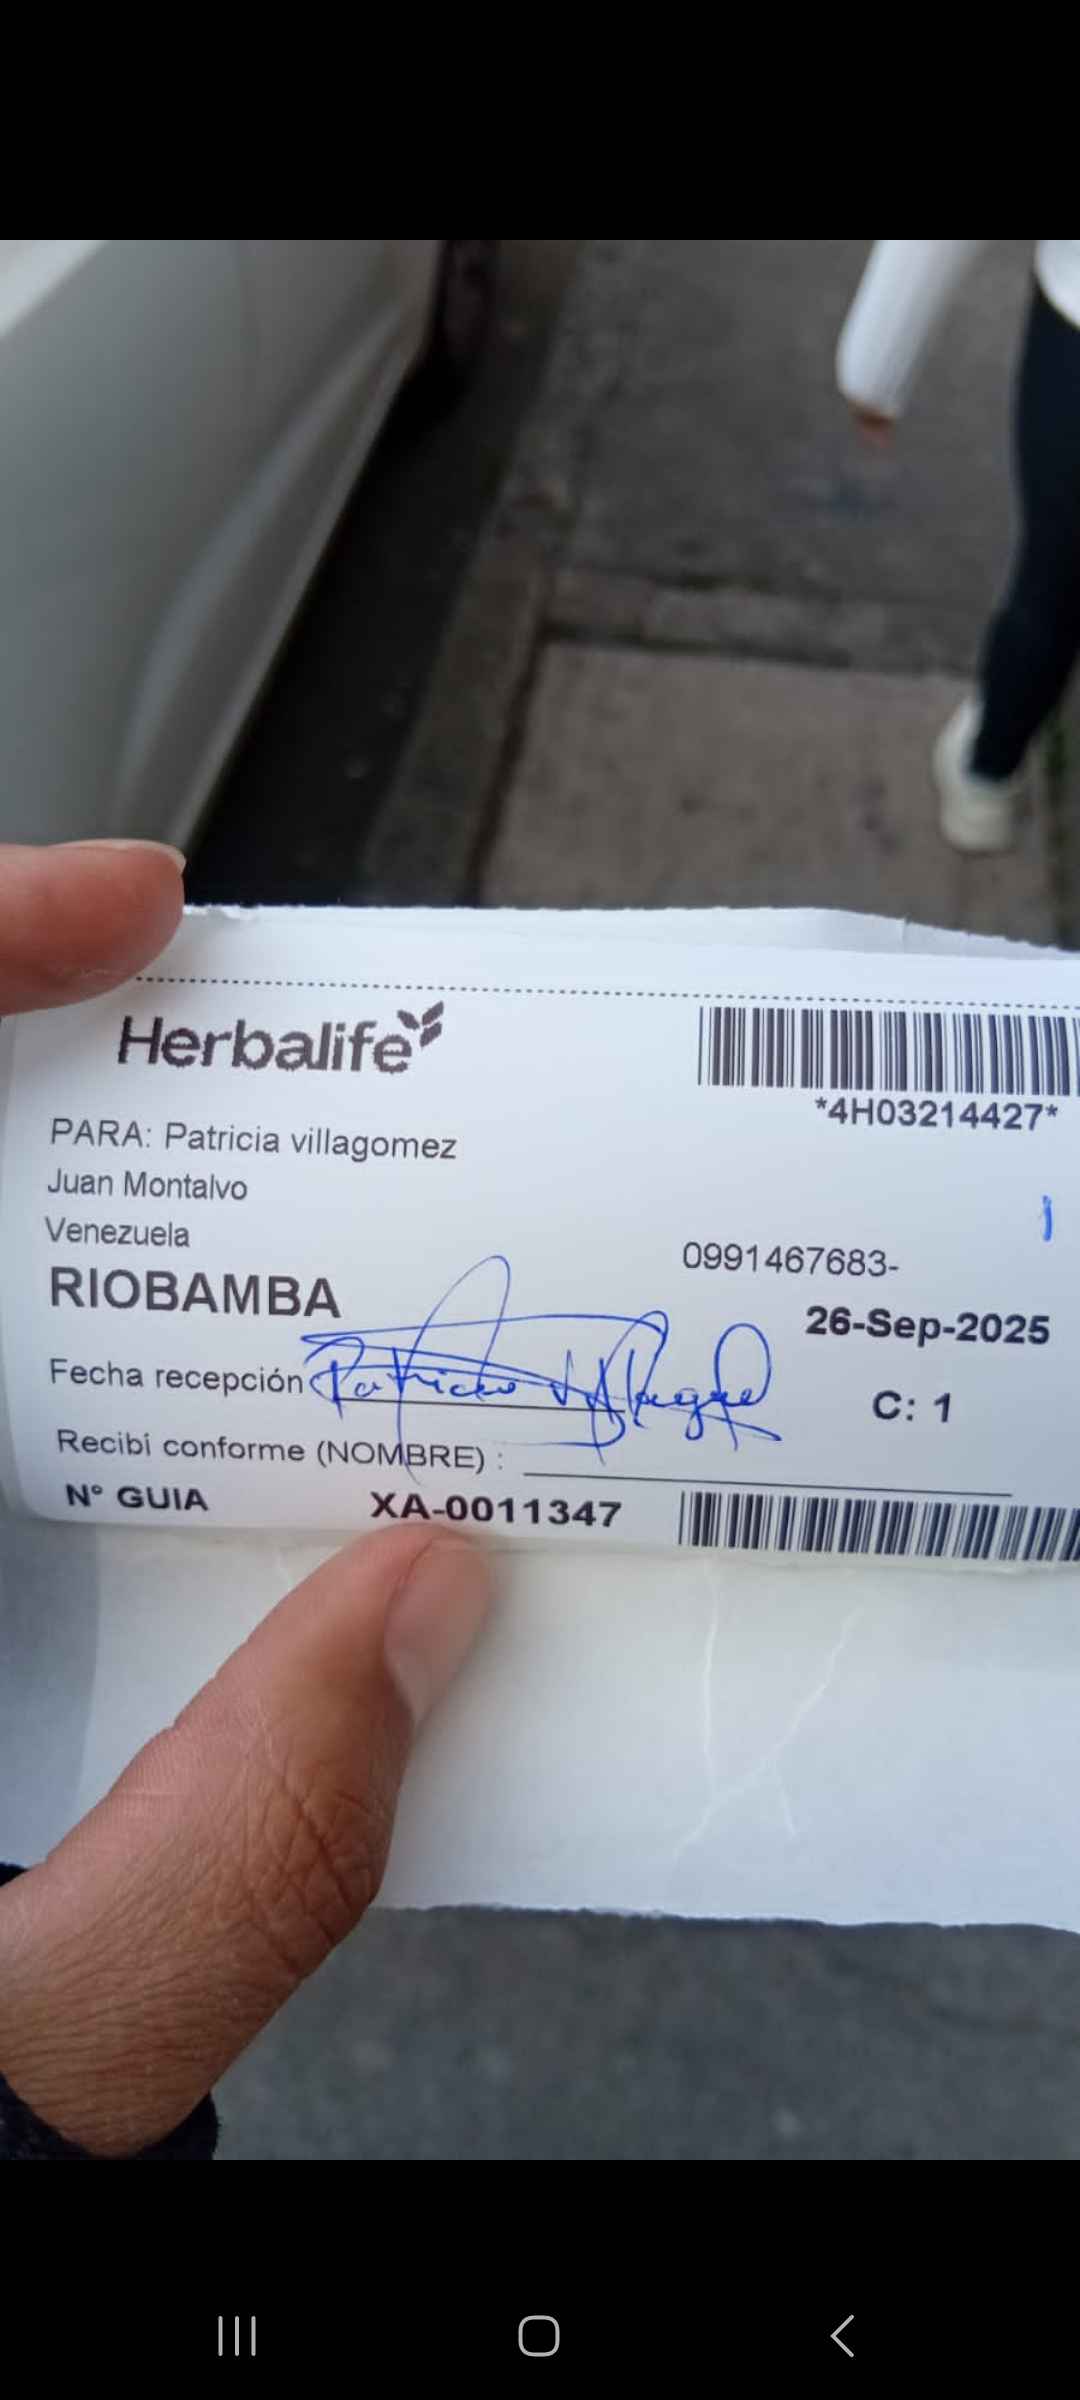 Herbalife
*4H03214427*
PARA: Patricia villagomez
Juan Montalvo
Venezuela
0991467683-
RIOBAMBA
26-Sep-2025
Fecha recepción
Patricia
C: 1
Recibí conforme (NOMBRE) :
N° GUIA XA-0011347